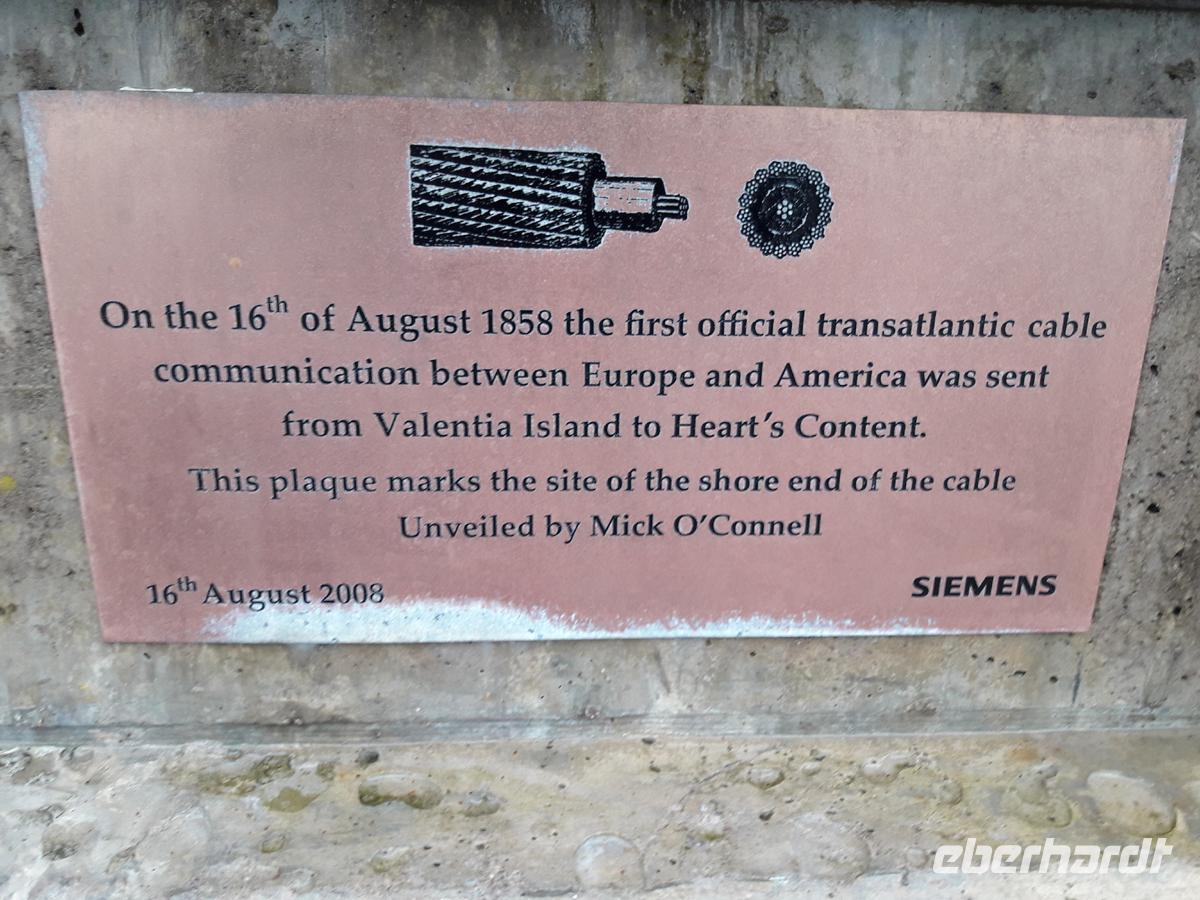 On the 16th of August 1858 the first official transatlantic cable
communication between Europe and America was sent
from Valentia Island to Heart's Content.
This plaque marks the site of the shore end of the cable
Unveiled by Mick O'Connell
16th August 2008
SIEMENS
eberhardt